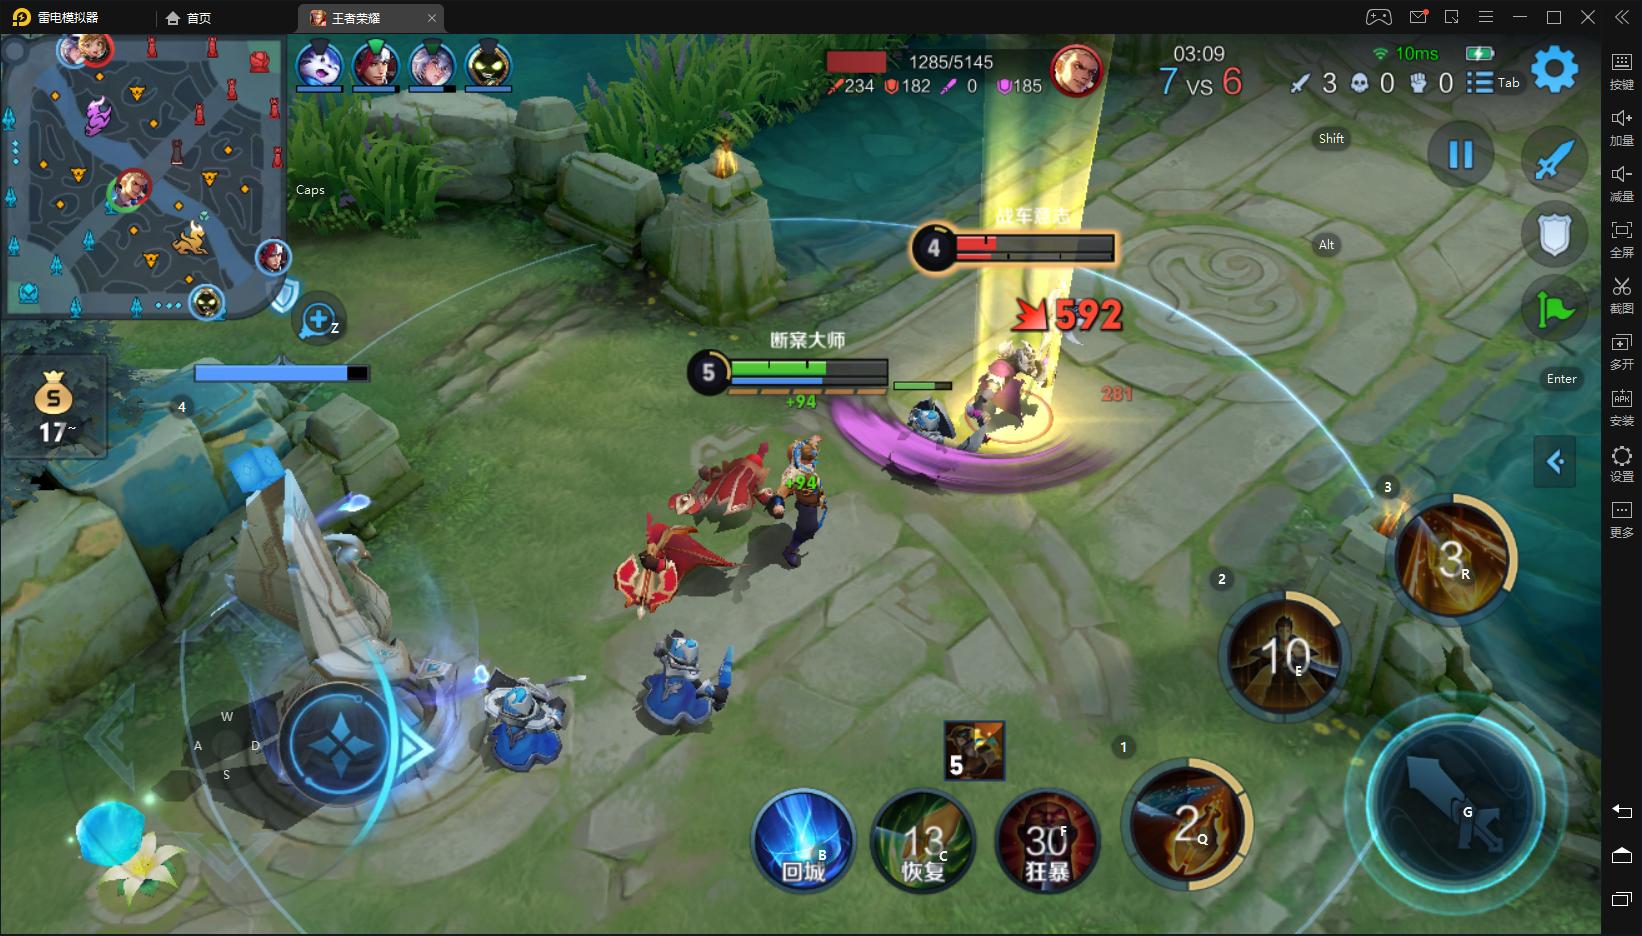 雷电模拟器
首页
王者荣耀
1285/5145
234 182 0 185
03:09
7 VS 6
10ms
3 0 0
Tab
按键
加量
减量
全屏
截图
多开
安装
设置
更多
APK
Shift
Caps
Alt
Enter
Z
战车意志
4
592
281
断案大师
5
+94
+94
S
17~
4
3
3
R
2
10
E
1
2
Q
G
W
A
D
S
5
B
回城
13
C
恢复
30
F
狂暴